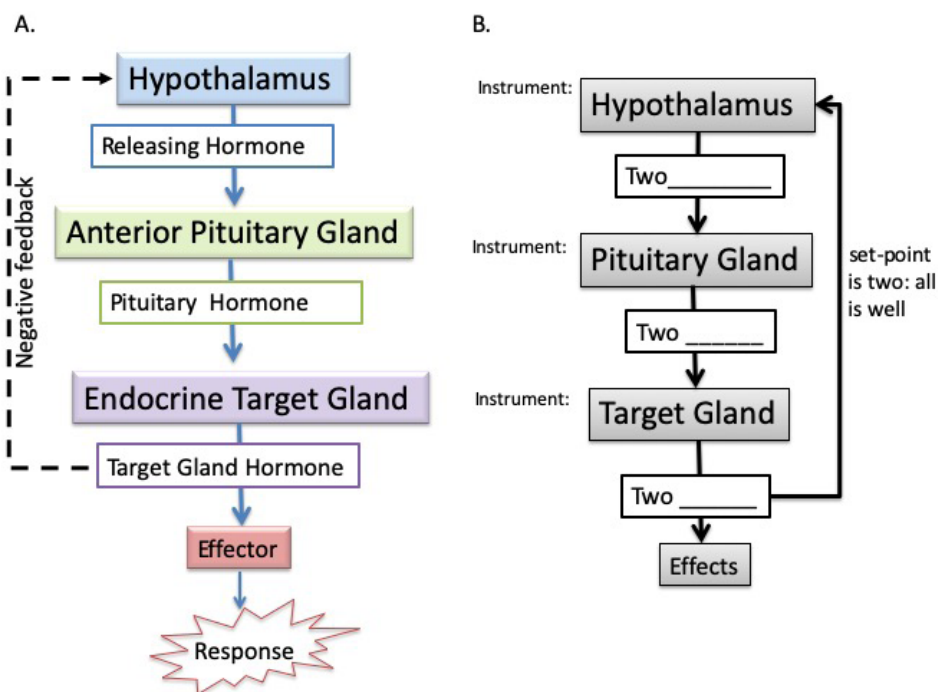 A.
Hypothalamus
Releasing Hormone
Anterior Pituitary Gland
Pituitary Hormone
Endocrine Target Gland
Target Gland Hormone
Effector
Response
Negative feedback
B.
Instrument:
Hypothalamus
Two_________
Instrument:
Pituitary Gland
Two ______
Instrument:
Target Gland
Two ______
Effects
set-point
is two: all
is well